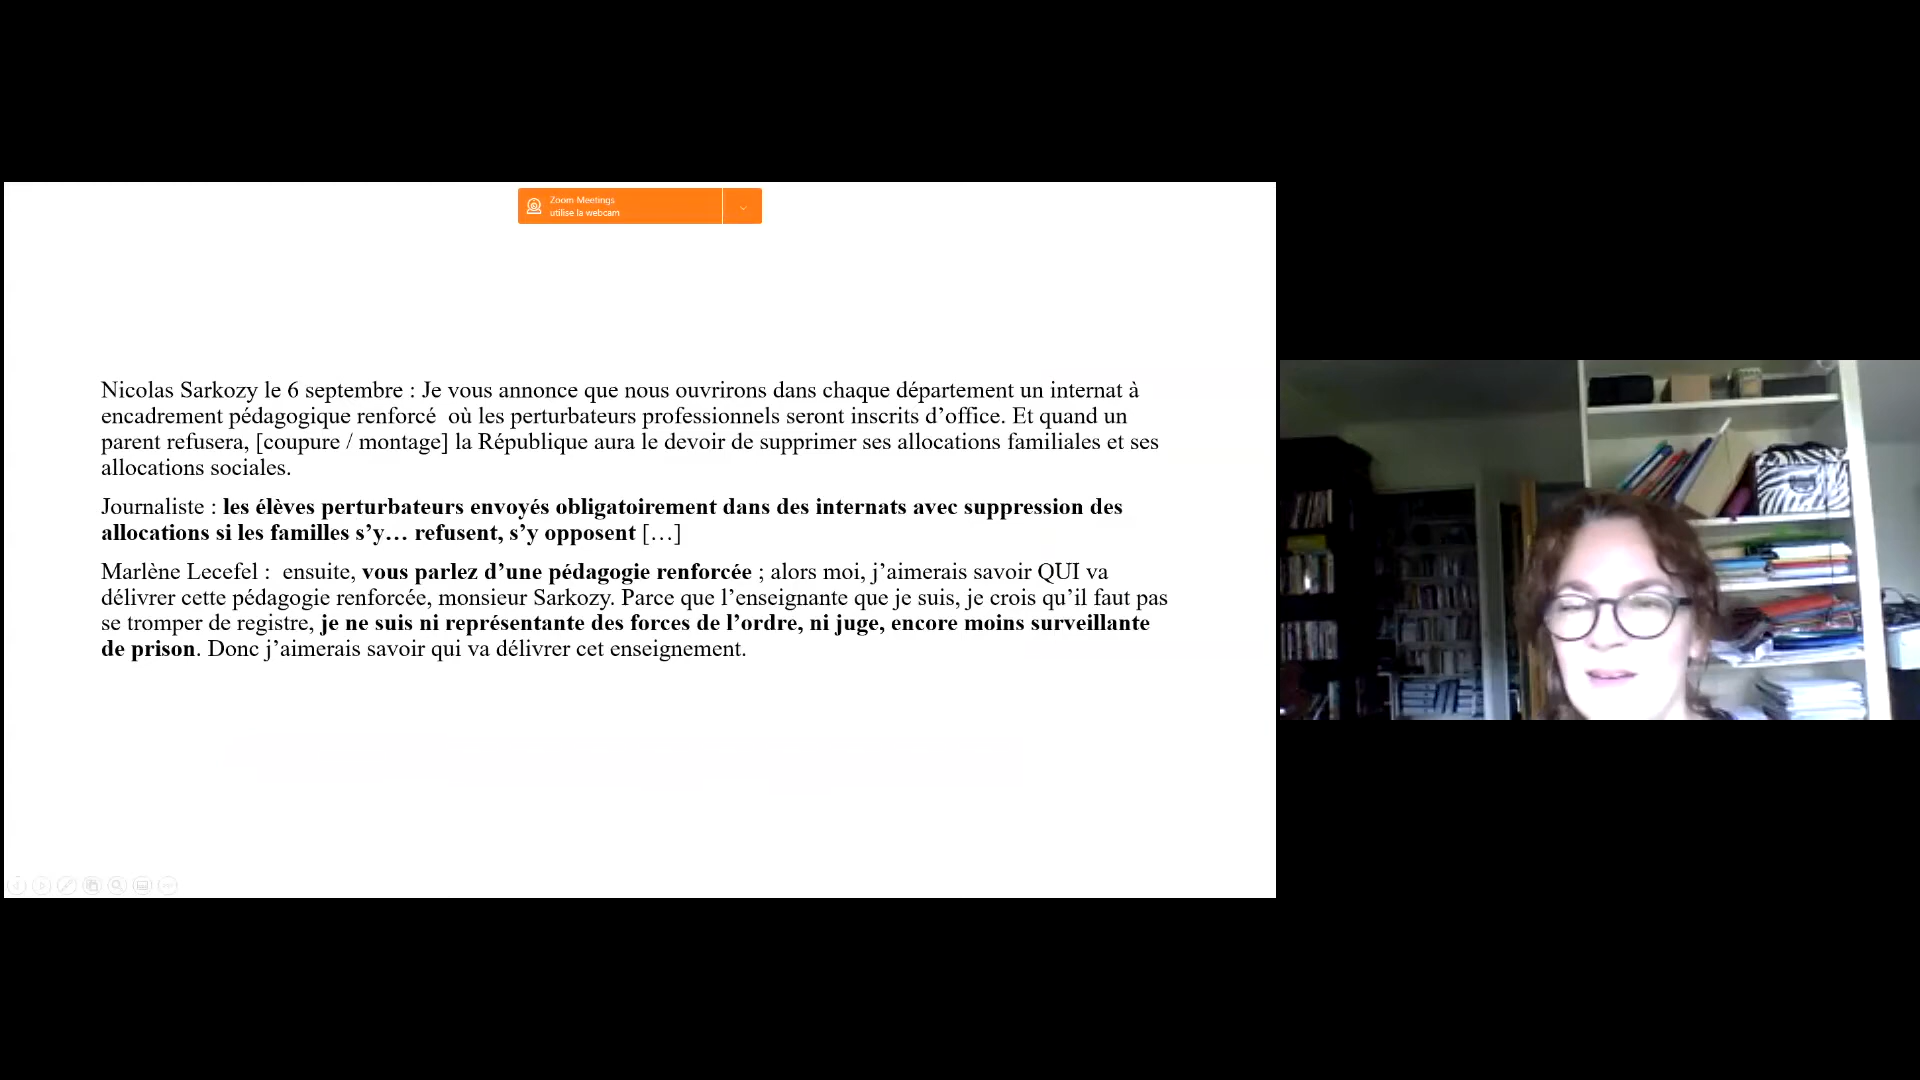 Zoom Meetings
utilise la webcam
Nicolas Sarkozy le 6 septembre : Je vous annonce que nous ouvrirons dans chaque département un internat à
encadrement pédagogique renforcé  où les perturbateurs professionnels seront inscrits d’office. Et quand un
parent refusera, [coupure / montage] la République aura le devoir de supprimer ses allocations familiales et ses
allocations sociales.
Journaliste : les élèves perturbateurs envoyés obligatoirement dans des internats avec suppression des
allocations si les familles s’y… refusent, s’y opposent […]
Marlène Lecefel :  ensuite, vous parlez d’une pédagogie renforcée ; alors moi, j’aimerais savoir QUI va
délivrer cette pédagogie renforcée, monsieur Sarkozy. Parce que l’enseignante que je suis, je crois qu’il faut pas
se tromper de registre, je ne suis ni représentante des forces de l’ordre, ni juge, encore moins surveillante
de prison. Donc j’aimerais savoir qui va délivrer cet enseignement.